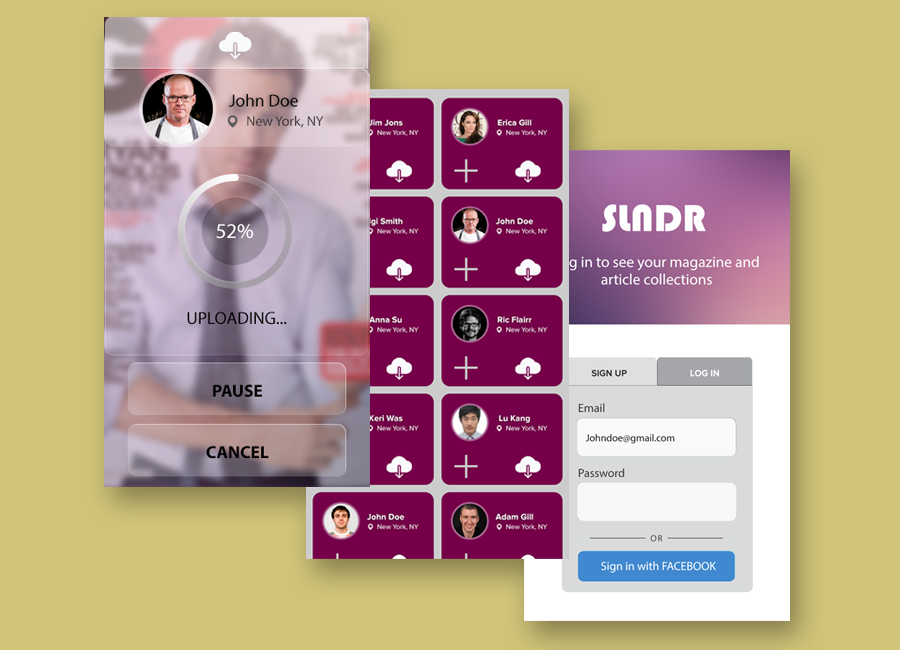 John Doe
New York, NY
52%
UPLOADING...
PAUSE
CANCEL
Jim Jons
New York, NY
Erica Gill
New York, NY
gi Smith
New York, NY
John Doe
New York, NY
Anna Su
New York, NY
Ric Flairr
New York, NY
Keri Was
New York, NY
Lu Kang
New York, NY
John Doe
New York, NY
Adam Gill
New York, NY
SLNDR
g in to see your magazine and
article collections
SIGN UP
LOG IN
Email
Johndoe@gmail.com
Password
OR
Sign in with FACEBOOK